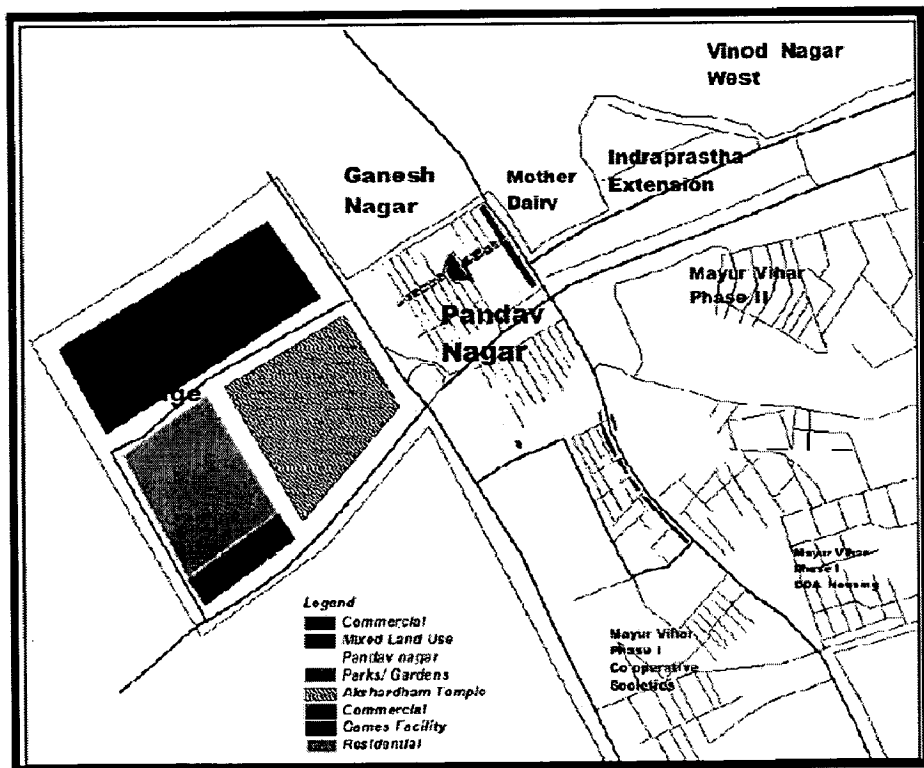 Vinod Nagar
West
Indraprastha
Extension
Mother
Dairy
Ganesh
Nagar
Mayur Vihar
Phase II
Pandav
Nagar
Mayur Vihar
Phase I
DDA Housing
Mayur Vihar
Phase I
Co operative
Societies
Legend
Commercial
Mixed Land Use
Pandav nagar
Parks/ Gardens
Akshardham Temple
Commercial
Games Facility
Residential